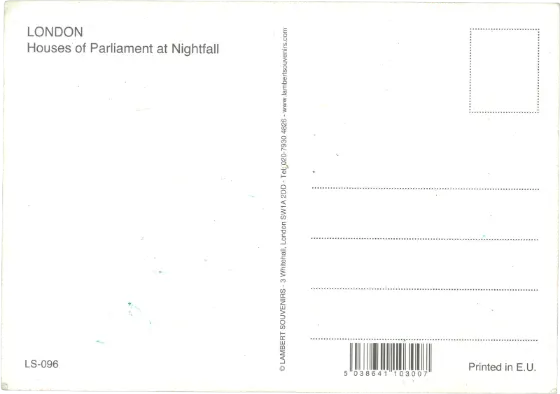 LONDON
Houses of Parliament at Nightfall
© LAMBERT SOUVENIRS - 3 Whitehall, London SW1A 2DD - Tel: 020-7930 4826 - www.lambertsouvenirs.com
LS-096
5 038641 103007
Printed in E.U.